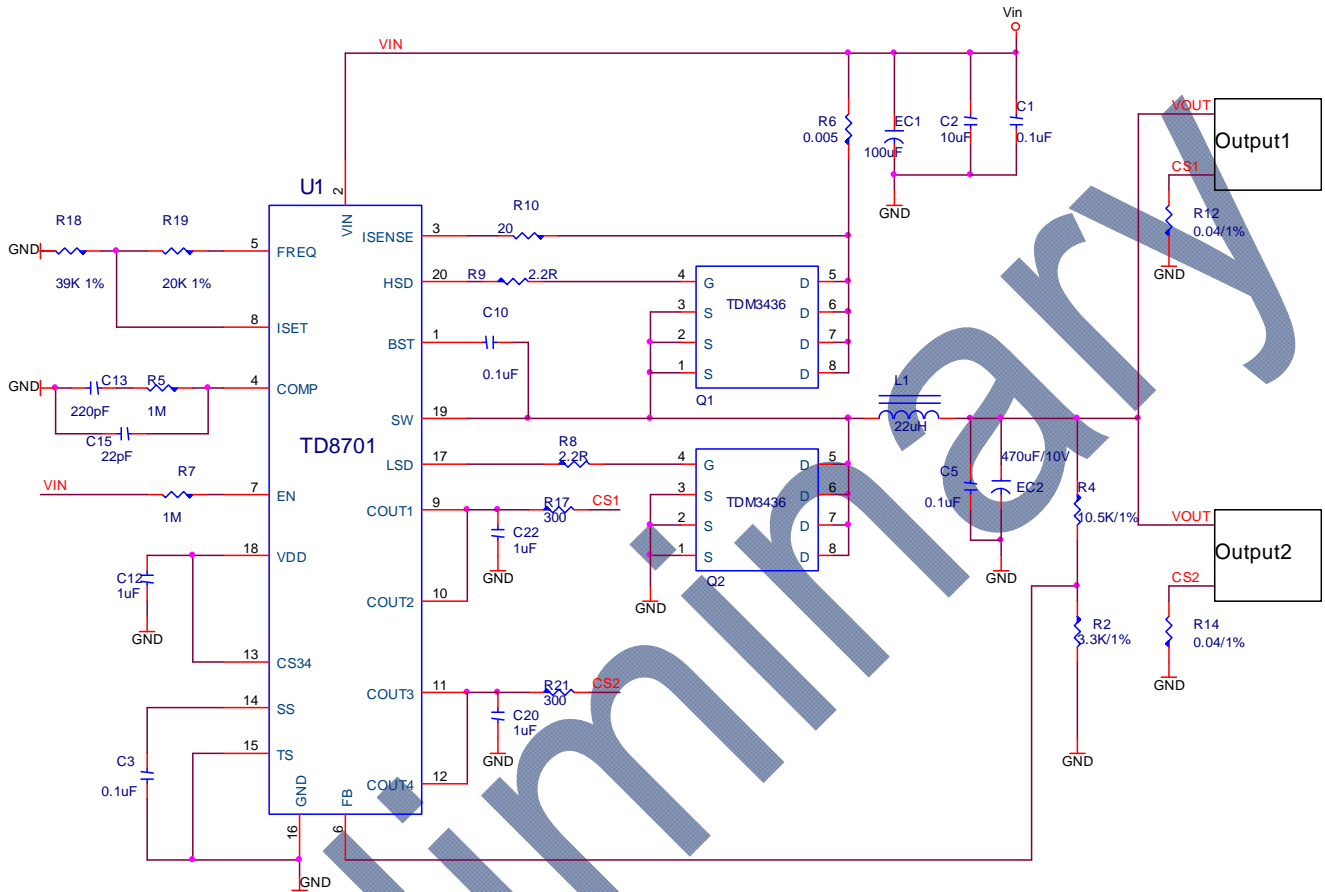 Vin
VIN
R6
0.005
EC1
100uF
C2
10uF
C1
0.1uF
GND
VOUT
Output1
CS1
R12
0.04/1%
GND
U1
2
VIN
R18
39K 1%
GND
R19
20K 1%
5
FREQ
8
ISET
ISENSE
3
R10
20
HSD
20
R9
2.2R
BST
1
C10
0.1uF
4
G
3
S
2
S
1
S
TDM3436
D
5
D
6
D
7
D
8
Q1
GND
C13
220pF
R5
1M
C15
22pF
4
COMP
TD8701
SW
19
L1
22uH
LSD
17
R8
2.2R
4
G
3
S
2
S
1
S
TDM3436
D
5
D
6
D
7
D
8
Q2
GND
C5
0.1uF
470uF/10V
EC2
GND
R4
10.5K/1%
R2
3.3K/1%
GND
VOUT
Output2
CS2
R14
0.04/1%
GND
VIN
R7
1M
7
EN
COUT1
9
R17
300
CS1
C22
1uF
GND
18
VDD
C12
1uF
GND
COUT2
10
13
CS34
COUT3
11
R21
300
CS2
C20
1uF
GND
14
SS
15
TS
C3
0.1uF
COUT4
12
GND
16
FB
6
GND
liminary